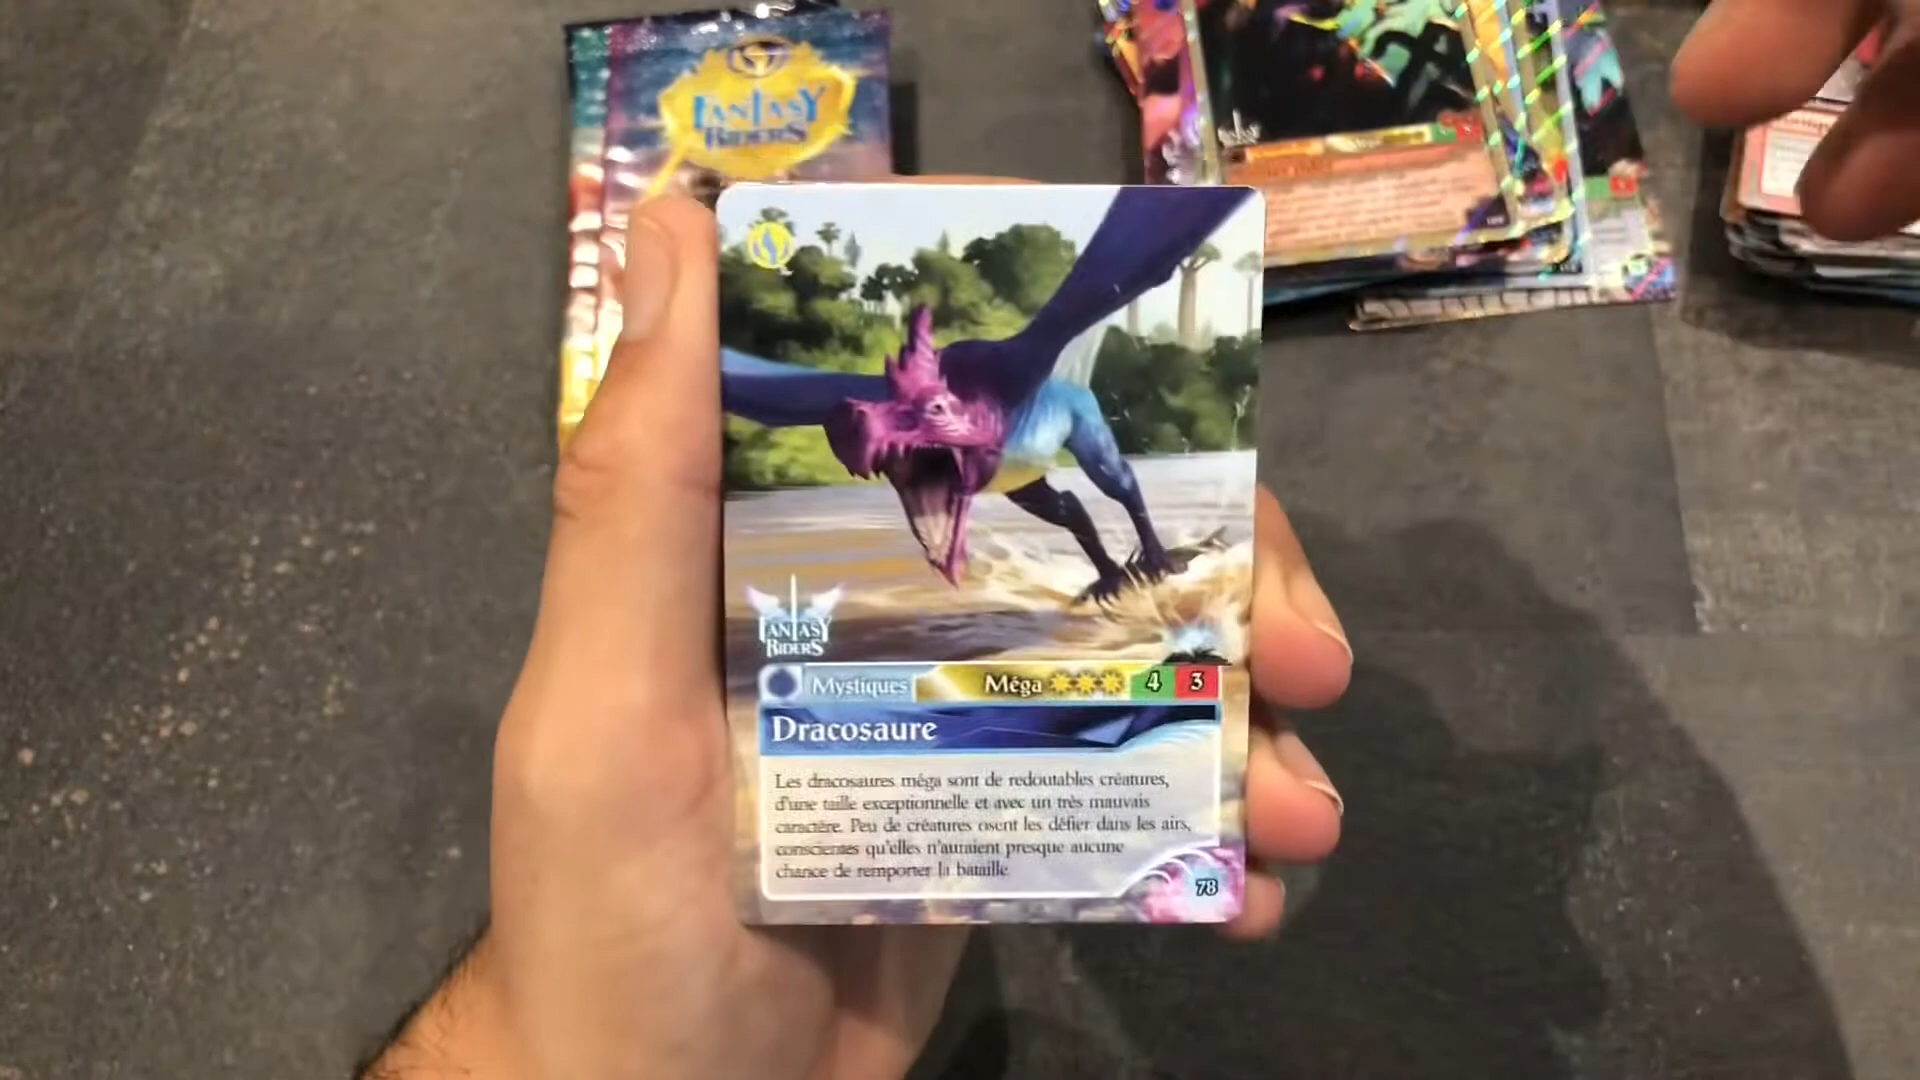 FANTASY
RIDERS
FANTASY
RIDERS
Mystiques Méga 4 3
Dracosaure
Les dracosaures méga sont de redoutables créatures,
d'une taille exceptionnelle et avec un très mauvais
caractère. Peu de créatures osent les défier dans les airs,
conscientes qu'elles n'auraient presque aucune
chance de remporter la bataille.
78